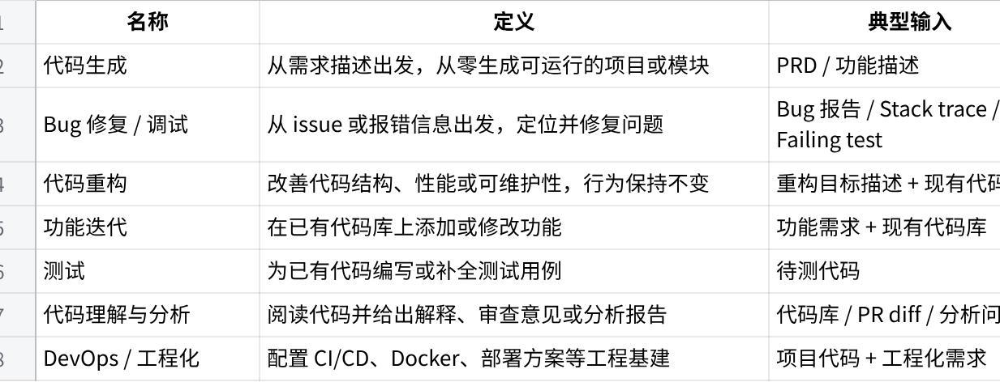 1 名称 定义 典型输入
2 代码生成 从需求描述出发，从零生成可运行的项目或模块 PRD / 功能描述
3 Bug 修复 / 调试 从 issue 或报错信息出发，定位并修复问题 Bug 报告 / Stack trace /
Failing test
4 代码重构 改善代码结构、性能或可维护性，行为保持不变 重构目标描述 + 现有代码
5 功能迭代 在已有代码库上添加或修改功能 功能需求 + 现有代码库
6 测试 为已有代码编写或补全测试用例 待测代码
7 代码理解与分析 阅读代码并给出解释、审查意见或分析报告 代码库 / PR diff / 分析问
8 DevOps / 工程化 配置 CI/CD、Docker、部署方案等工程基建 项目代码 + 工程化需求